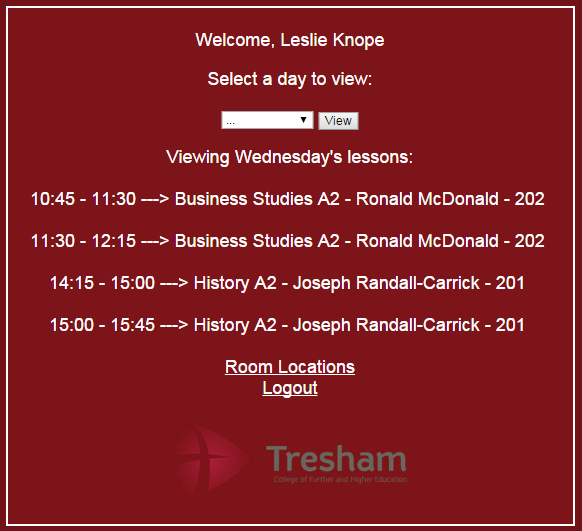 Welcome, Leslie Knope
Select a day to view:
... View
Viewing Wednesday's lessons:
10:45 - 11:30 ---> Business Studies A2 - Ronald McDonald - 202
11:30 - 12:15 ---> Business Studies A2 - Ronald McDonald - 202
14:15 - 15:00 ---> History A2 - Joseph Randall-Carrick - 201
15:00 - 15:45 ---> History A2 - Joseph Randall-Carrick - 201
Room Locations
Logout
Tresham
College of Further and Higher Education